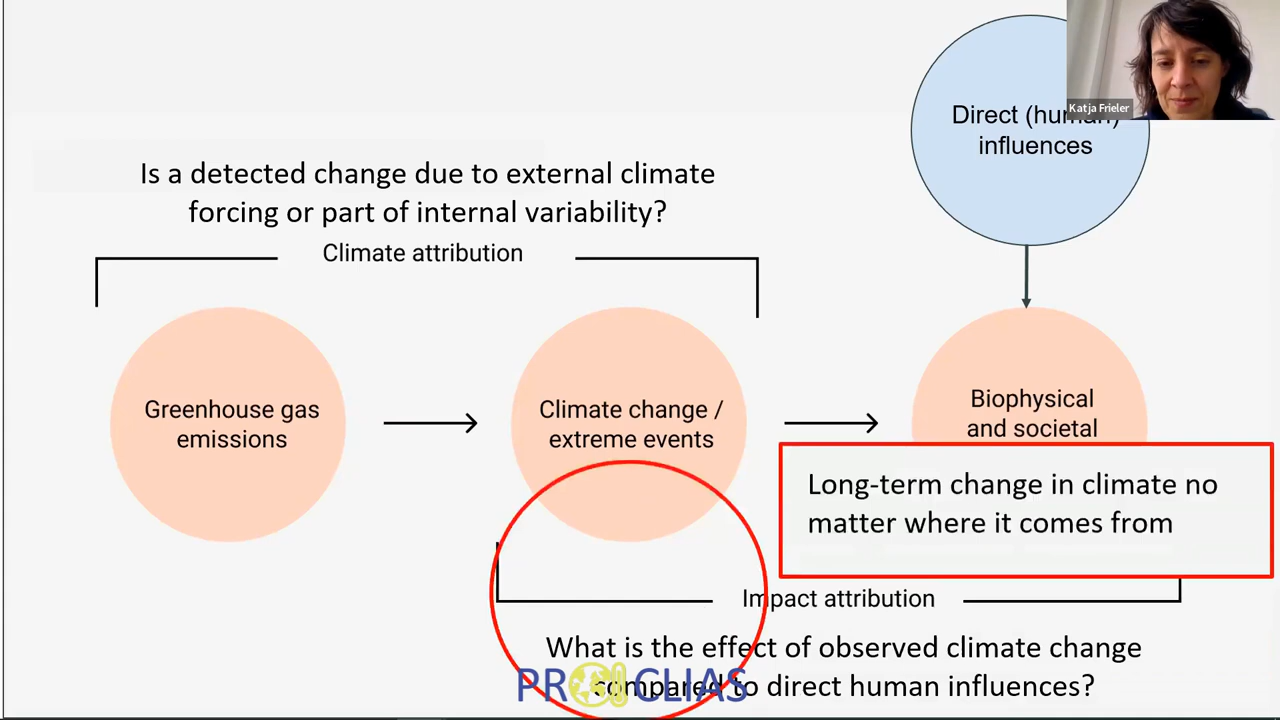 Direct (human)
influences
Katja Frieler
Is a detected change due to external climate
forcing or part of internal variability?
Climate attribution
Greenhouse gas
emissions
Climate change /
extreme events
Biophysical
and societal
Long-term change in climate no
matter where it comes from
Impact attribution
What is the effect of observed climate change
compared to direct human influences?
PRO CLIAS